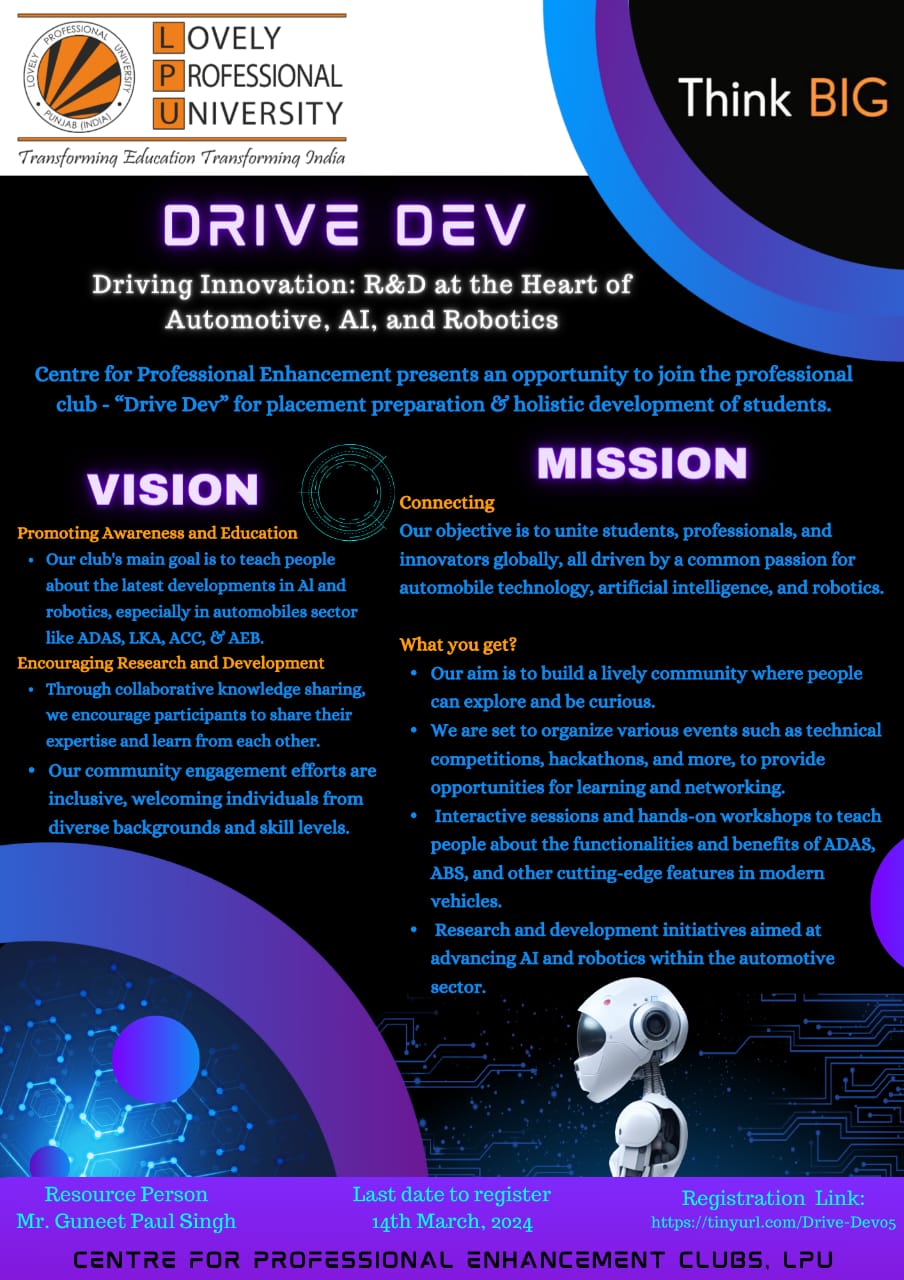 LOVELY PROFESSIONAL UNIVERSITY
• PUNJAB (INDIA) •
LOVELY
PROFESSIONAL
UNIVERSITY
Transforming Education Transforming India
Think BIG
DRIVE DEV
Driving Innovation: R&D at the Heart of
Automotive, AI, and Robotics
Centre for Professional Enhancement presents an opportunity to join the professional
club - “Drive Dev” for placement preparation & holistic development of students.
VISION
Promoting Awareness and Education
• Our club's main goal is to teach people
about the latest developments in AI and
robotics, especially in automobiles sector
like ADAS, LKA, ACC, & AEB.
Encouraging Research and Development
• Through collaborative knowledge sharing,
we encourage participants to share their
expertise and learn from each other.
• Our community engagement efforts are
inclusive, welcoming individuals from
diverse backgrounds and skill levels.
MISSION
Connecting
Our objective is to unite students, professionals, and
innovators globally, all driven by a common passion for
automobile technology, artificial intelligence, and robotics.
What you get?
• Our aim is to build a lively community where people
can explore and be curious.
• We are set to organize various events such as technical
competitions, hackathons, and more, to provide
opportunities for learning and networking.
• Interactive sessions and hands-on workshops to teach
people about the functionalities and benefits of ADAS,
ABS, and other cutting-edge features in modern
vehicles.
• Research and development initiatives aimed at
advancing AI and robotics within the automotive
sector.
Resource Person
Mr. Guneet Paul Singh
Last date to register
14th March, 2024
Registration Link:
https://tinyurl.com/Drive-Dev05
CENTRE FOR PROFESSIONAL ENHANCEMENT CLUBS, LPU